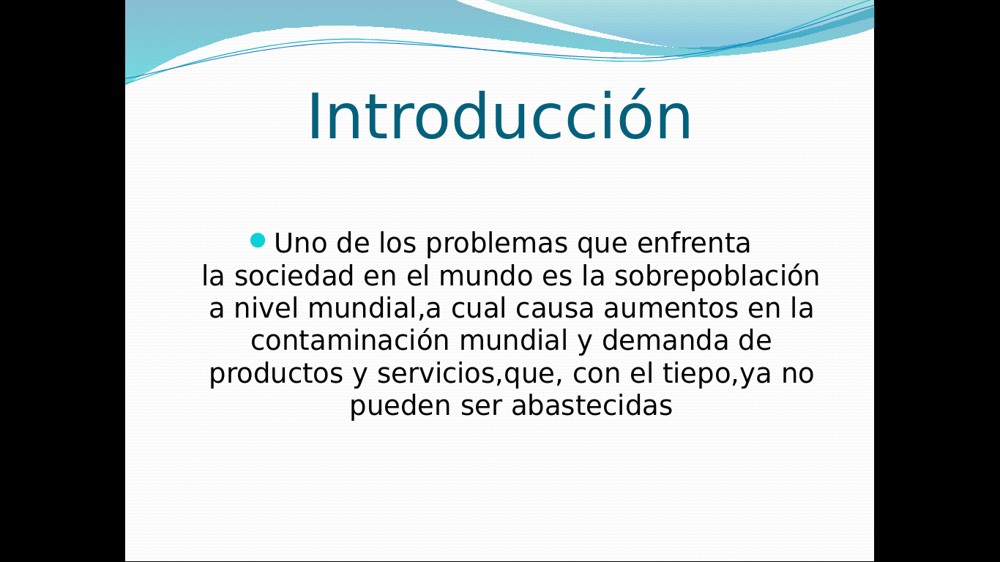 Introducción
Uno de los problemas que enfrenta
la sociedad en el mundo es la sobrepoblación
a nivel mundial,a cual causa aumentos en la
contaminación mundial y demanda de
productos y servicios,que, con el tiepo,ya no
pueden ser abastecidas